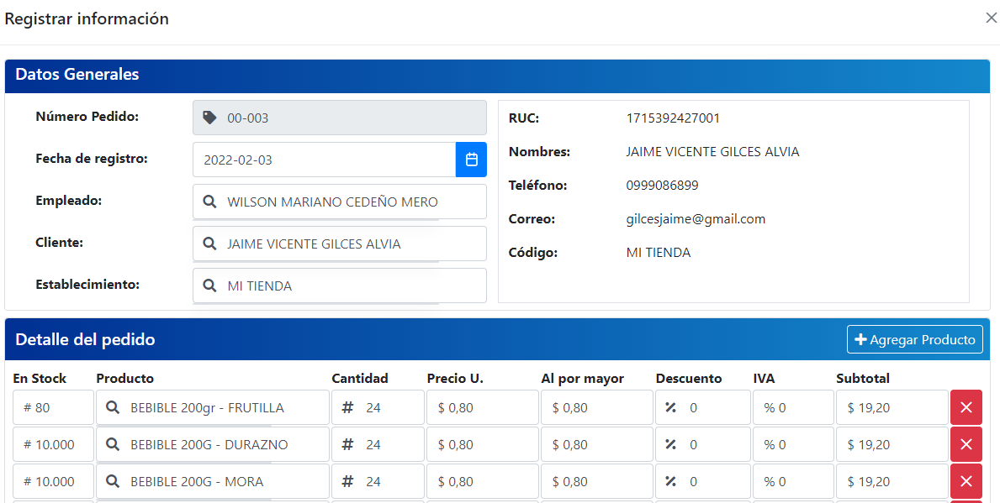 Registrar información
Datos Generales
Número Pedido: 00-003
Fecha de registro: 2022-02-03
Empleado: WILSON MARIANO CEDEÑO MERO
Cliente: JAIME VICENTE GILCES ALVIA
Establecimiento: MI TIENDA
RUC: 1715392427001
Nombres: JAIME VICENTE GILCES ALVIA
Teléfono: 0999086899
Correo: gilcesjaime@gmail.com
Código: MI TIENDA
Detalle del pedido
Agregar Producto
En Stock Producto Cantidad Precio U. Al por mayor Descuento IVA Subtotal
# 80 BEBIBLE 200gr - FRUTILLA # 24 $ 0,80 $ 0,80 % 0 % 0 $ 19,20
# 10.000 BEBIBLE 200G - DURAZNO # 24 $ 0,80 $ 0,80 % 0 % 0 $ 19,20
# 10.000 BEBIBLE 200G - MORA # 24 $ 0,80 $ 0,80 % 0 % 0 $ 19,20